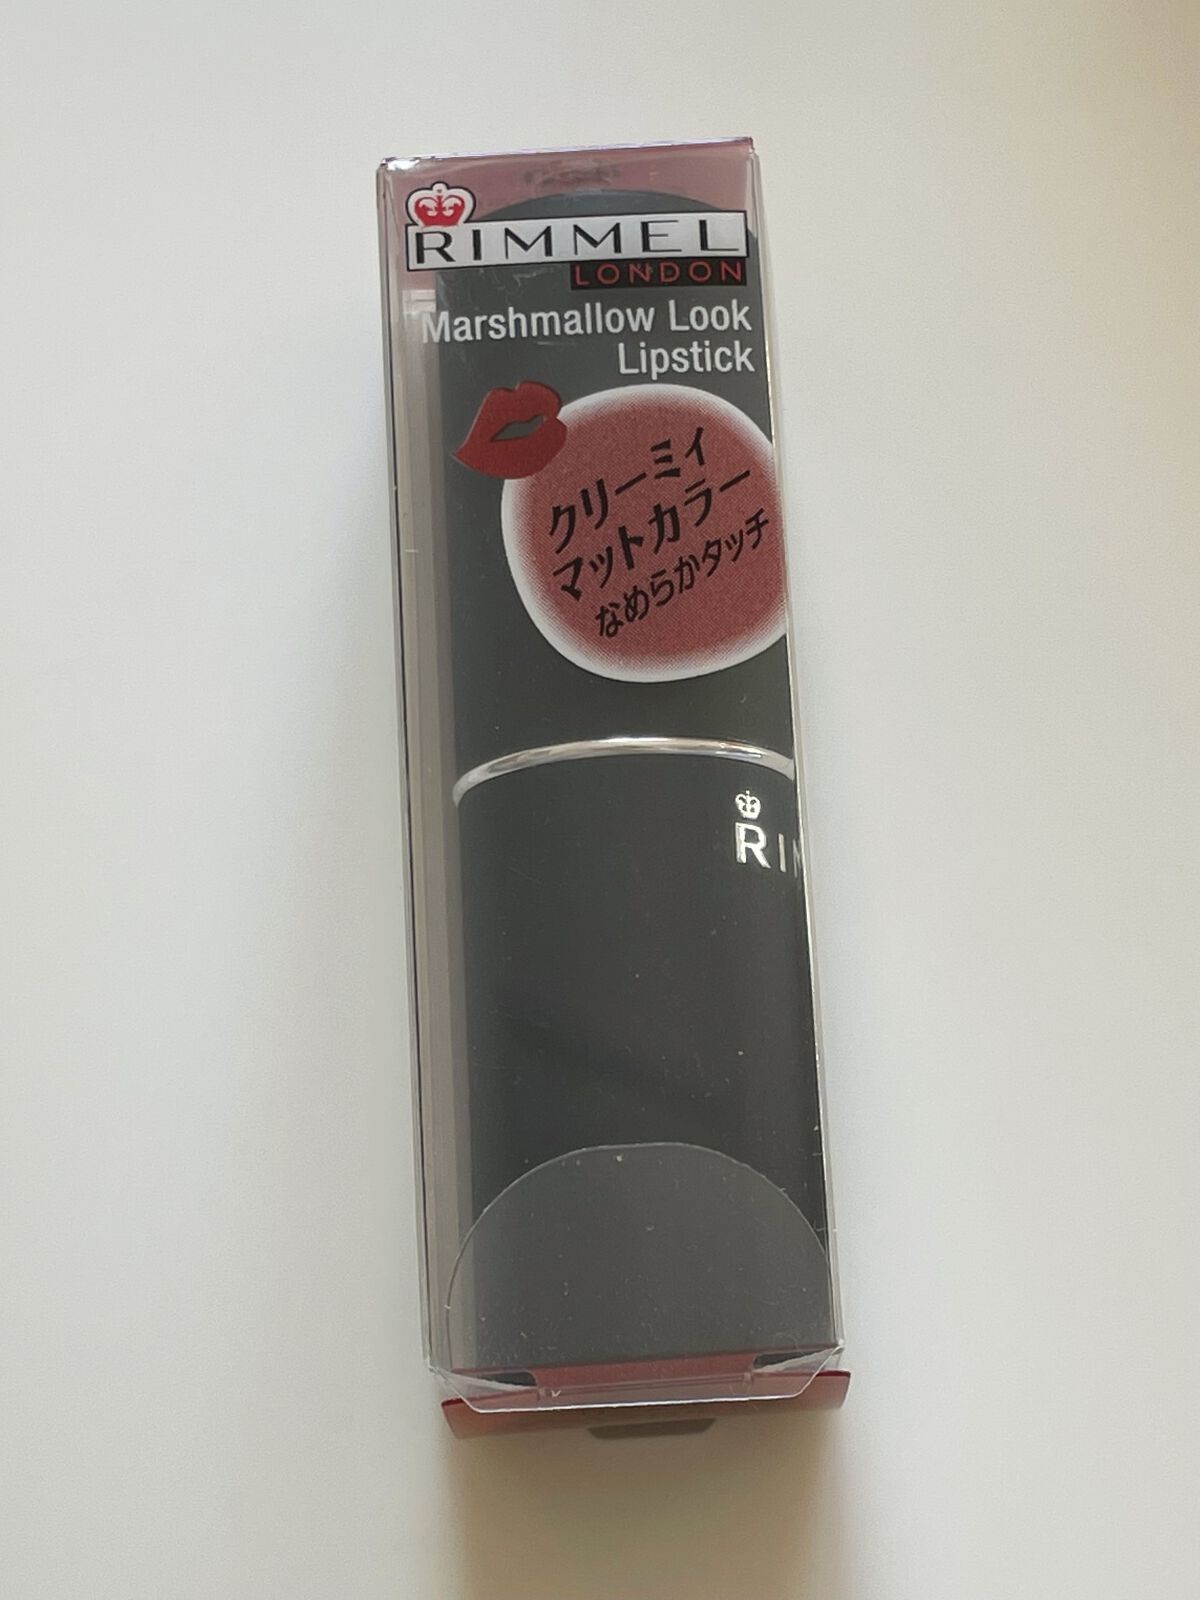 RIMMEL
LONDON
Marshmallow Look
Lipstick
クリーミィ
マットカラー
なめらかタッチ
RIM